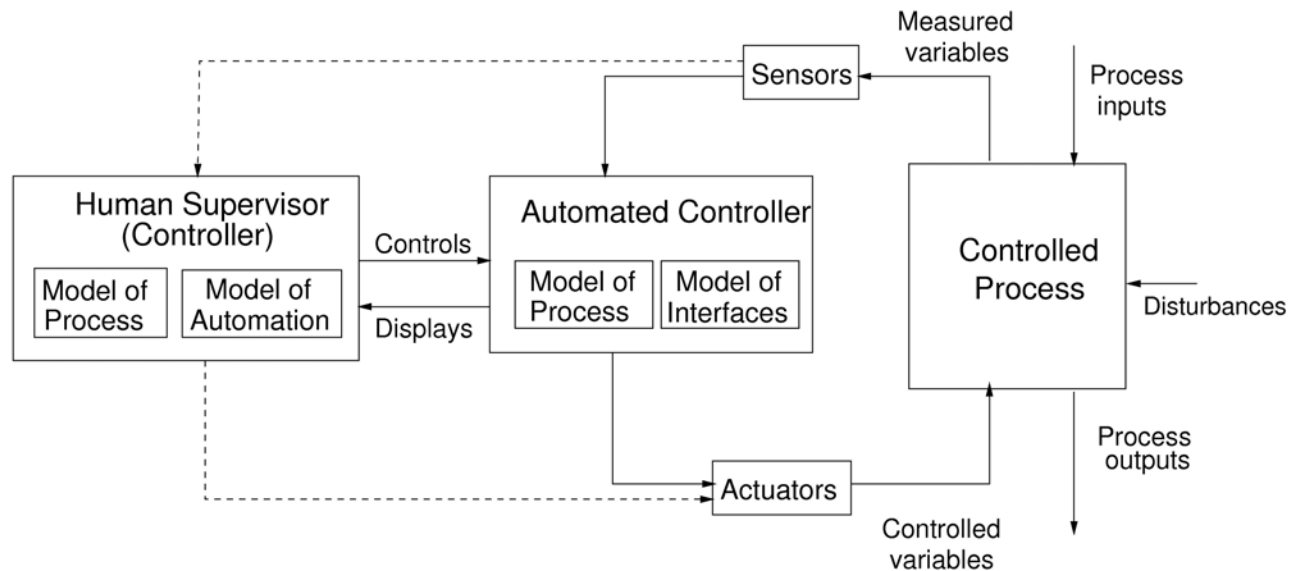 Measured
variables
Sensors
Process
inputs
Human Supervisor
(Controller)
Model of
Process
Model of
Automation
Controls
Displays
Automated Controller
Model of
Process
Model of
Interfaces
Controlled
Process
Disturbances
Actuators
Process
outputs
Controlled
variables